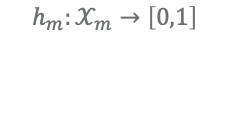 ℎ𝑚: 𝒳𝑚 → [0,1]